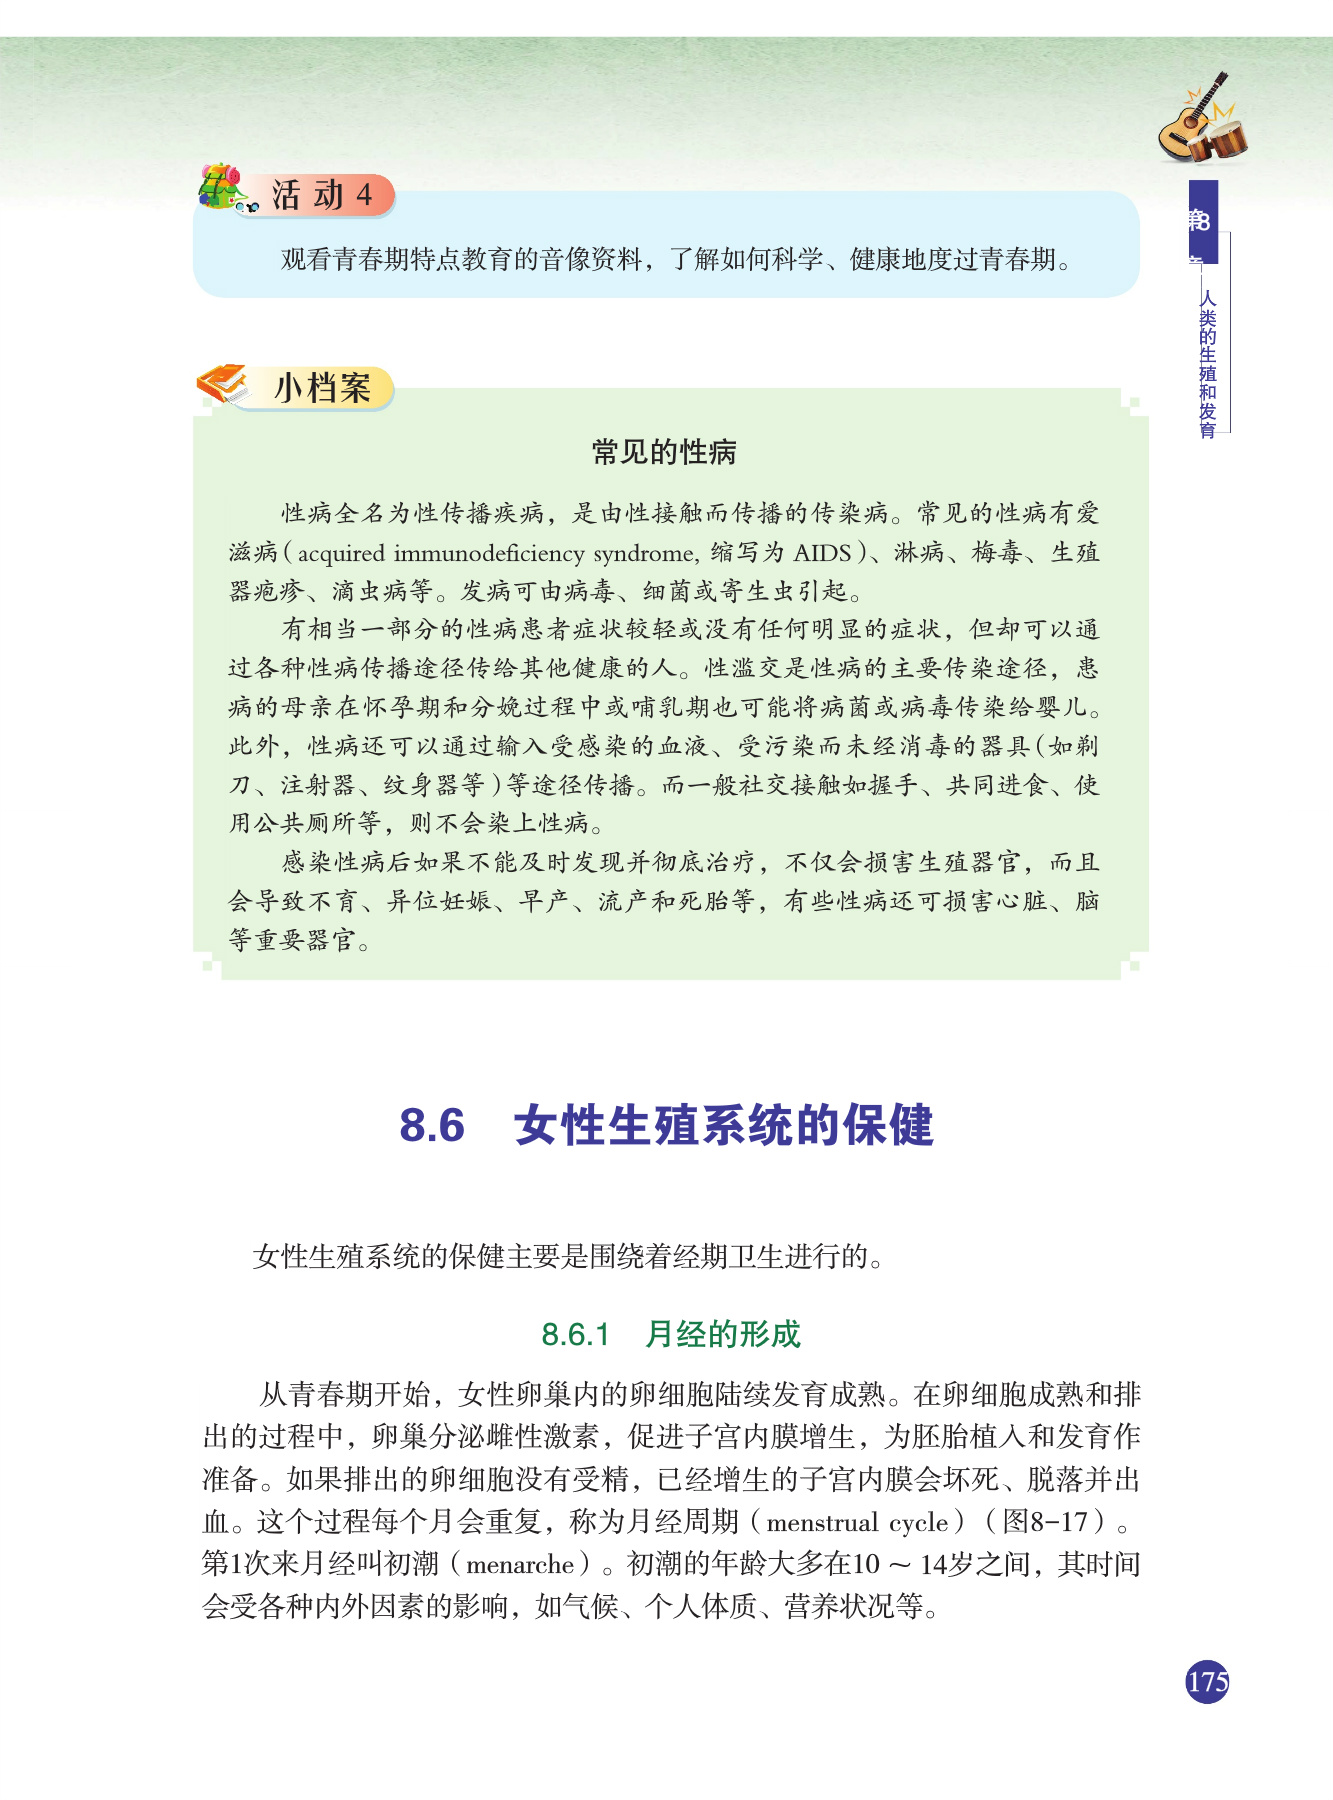 活动4
观看青春期特点教育的音像资料，了解如何科学、健康地度过青春期。
第8章
人类的生殖和发育
小档案
常见的性病
性病全名为性传播疾病，是由性接触而传播的传染病。常见的性病有爱
滋病（acquired immunodeficiency syndrome, 缩写为 AIDS）、淋病、梅毒、生殖
器疱疹、滴虫病等。发病可由病毒、细菌或寄生虫引起。
有相当一部分的性病患者症状较轻或没有任何明显的症状，但却可以通
过各种性病传播途径传给其他健康的人。性滥交是性病的主要传染途径，患
病的母亲在怀孕期和分娩过程中或哺乳期也可能将病菌或病毒传染给婴儿。
此外，性病还可以通过输入受感染的血液、受污染而未经消毒的器具（如剃
刀、注射器、纹身器等）等途径传播。而一般社交接触如握手、共同进食、使
用公共厕所等，则不会染上性病。
感染性病后如果不能及时发现并彻底治疗，不仅会损害生殖器官，而且
会导致不育、异位妊娠、早产、流产和死胎等，有些性病还可损害心脏、脑
等重要器官。
8.6 女性生殖系统的保健
女性生殖系统的保健主要是围绕着经期卫生进行的。
8.6.1 月经的形成
从青春期开始，女性卵巢内的卵细胞陆续发育成熟。在卵细胞成熟和排
出的过程中，卵巢分泌雌性激素，促进子宫内膜增生，为胚胎植入和发育作
准备。如果排出的卵细胞没有受精，已经增生的子宫内膜会坏死、脱落并出
血。这个过程每个月会重复，称为月经周期（menstrual cycle）（图8-17）。
第1次来月经叫初潮（menarche）。初潮的年龄大多在10 ～ 14岁之间，其时间
会受各种内外因素的影响，如气候、个人体质、营养状况等。
175